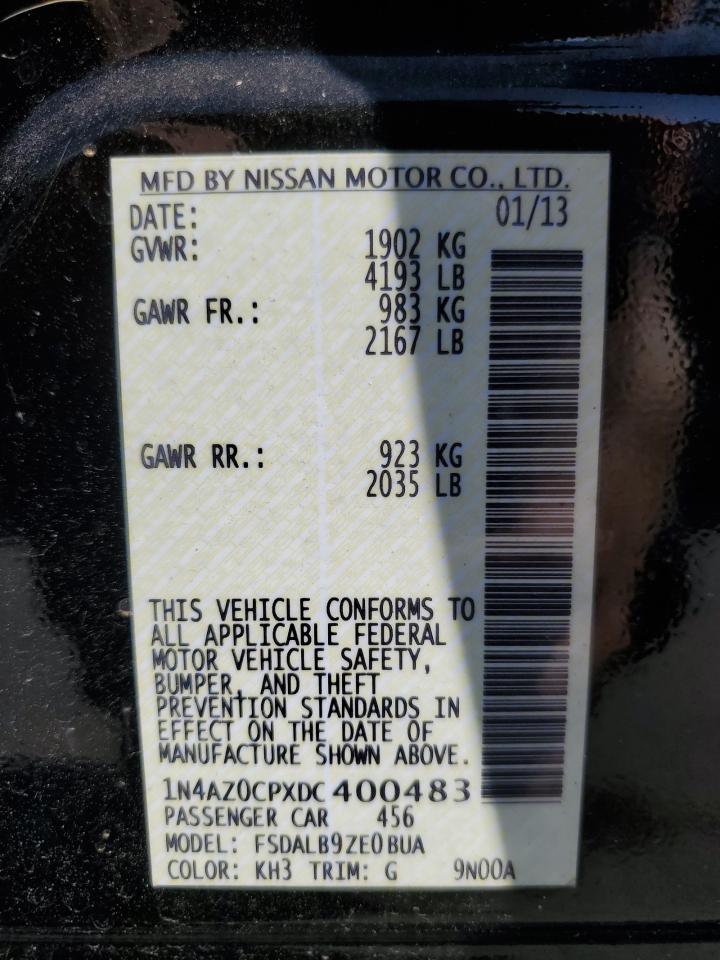 MFD BY NISSAN MOTOR CO., LTD.
DATE: 01/13
GVWR: 1902 KG
4193 LB
GAWR FR.: 983 KG
2167 LB
GAWR RR.: 923 KG
2035 LB
THIS VEHICLE CONFORMS TO
ALL APPLICABLE FEDERAL
MOTOR VEHICLE SAFETY,
BUMPER, AND THEFT
PREVENTION STANDARDS IN
EFFECT ON THE DATE OF
MANUFACTURE SHOWN ABOVE.
1N4AZ0CPXDC400483
PASSENGER CAR 456
MODEL: FSDALB9ZE0BUA
COLOR: KH3 TRIM: G 9N00A